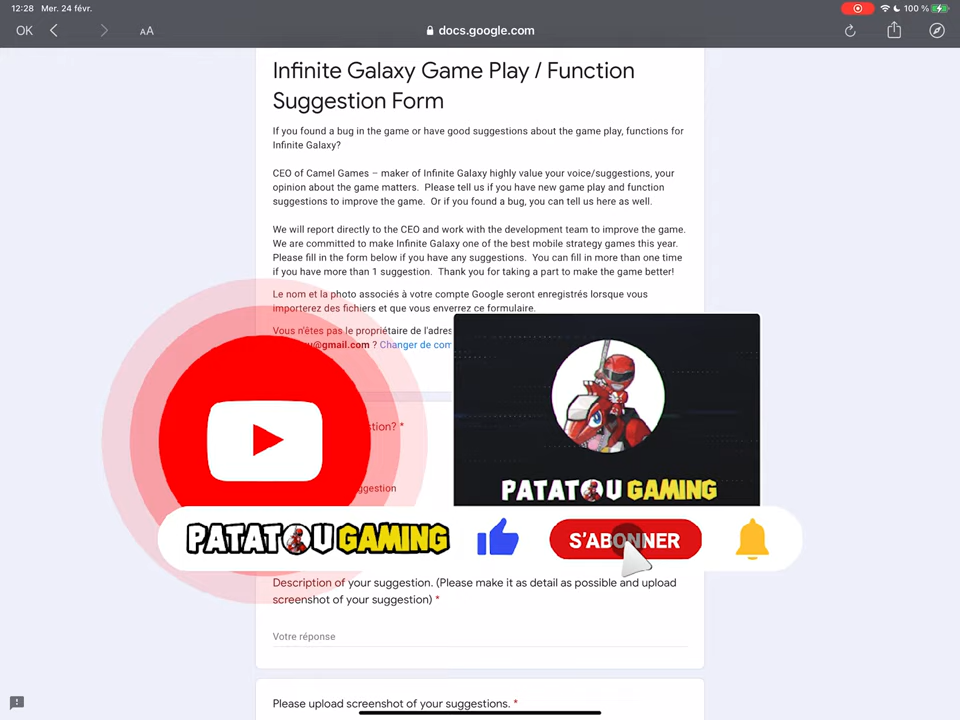 12:28 Mer. 24 févr. 100 %
OK AA docs.google.com
Infinite Galaxy Game Play / Function
Suggestion Form
If you found a bug in the game or have good suggestions about the game play, functions for
Infinite Galaxy?
CEO of Camel Games – maker of Infinite Galaxy highly value your voice/suggestions, your
opinion about the game matters. Please tell us if you have new game play and function
suggestions to improve the game. Or if you found a bug, you can tell us here as well.
We will report directly to the CEO and work with the development team to improve the game.
We are committed to make Infinite Galaxy one of the best mobile strategy games this year.
Please fill in the form below if you have any suggestions. You can fill in more than one time
if you have more than 1 suggestion. Thank you for taking a part to make the game better!
Le nom et la photo associés à votre compte Google seront enregistrés lorsque vous
importerez des fichiers et que vous enverrez ce formulaire.
Vous n'êtes pas le propriétaire de l'adres
@gmail.com ? Changer de com
PATATOU GAMING
PATATOU GAMING S'ABONNER
Description of your suggestion. (Please make it as detail as possible and upload
screenshot of your suggestion) *
Votre réponse
Please upload screenshot of your suggestions. *